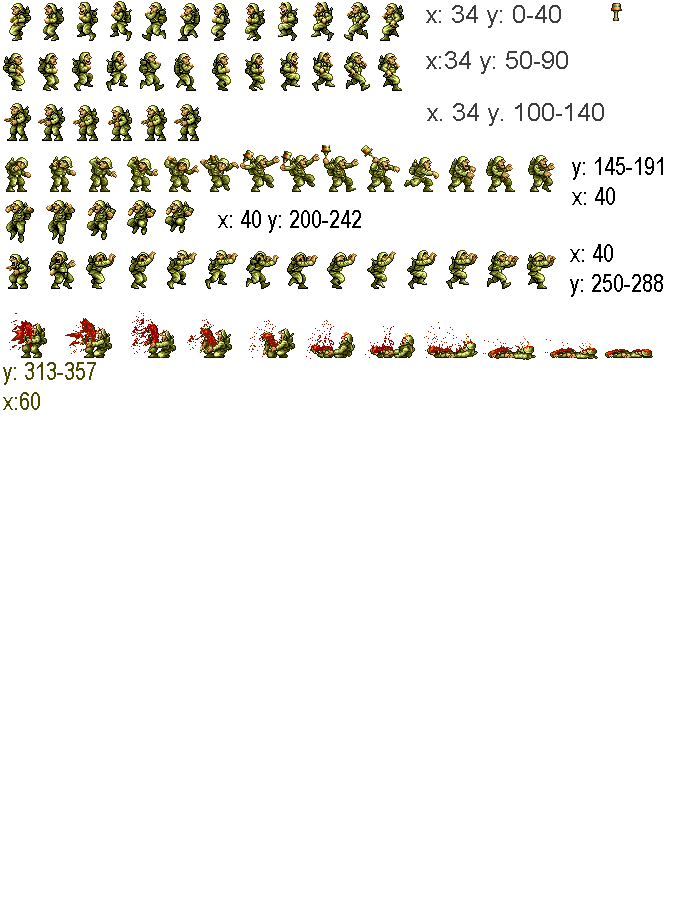 x: 34 y: 0-40
x:34 y: 50-90
x. 34 y. 100-140
y: 145-191
x: 40
x: 40 y: 200-242
x: 40
y: 250-288
y: 313-357
x:60